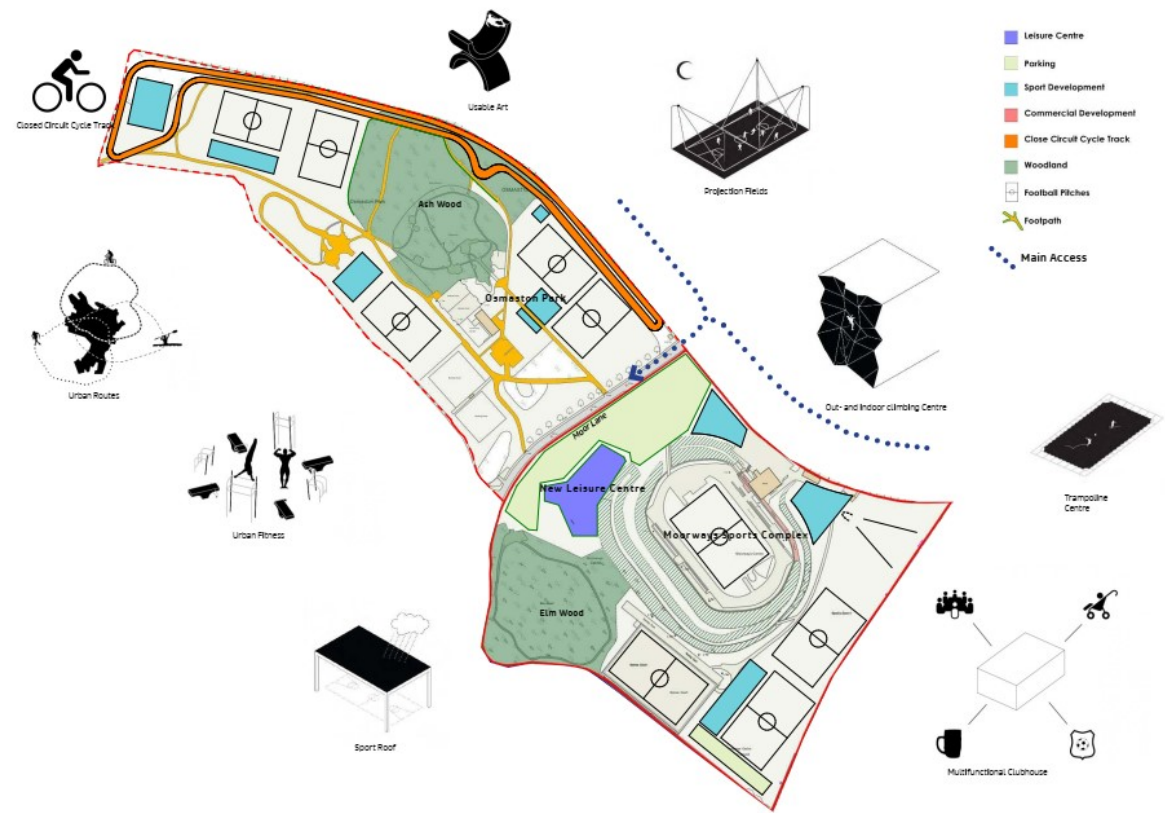 Usable Art
Closed Circuit Cycle Track
Projection Fields
Leisure Centre
Parking
Sport Development
Commercial Development
Close Circuit Cycle Track
Woodland
Football Pitches
Footpath
Main Access
Osmaston Park
Ash Wood
Osmaston Park
Urban Routes
Moor Lane
Out- and Indoor climbing Centre
New Leisure Centre
Urban Fitness
Trampoline
Centre
Moorways Sports Complex
Elm Wood
Sport Roof
Multifunctional Clubhouse